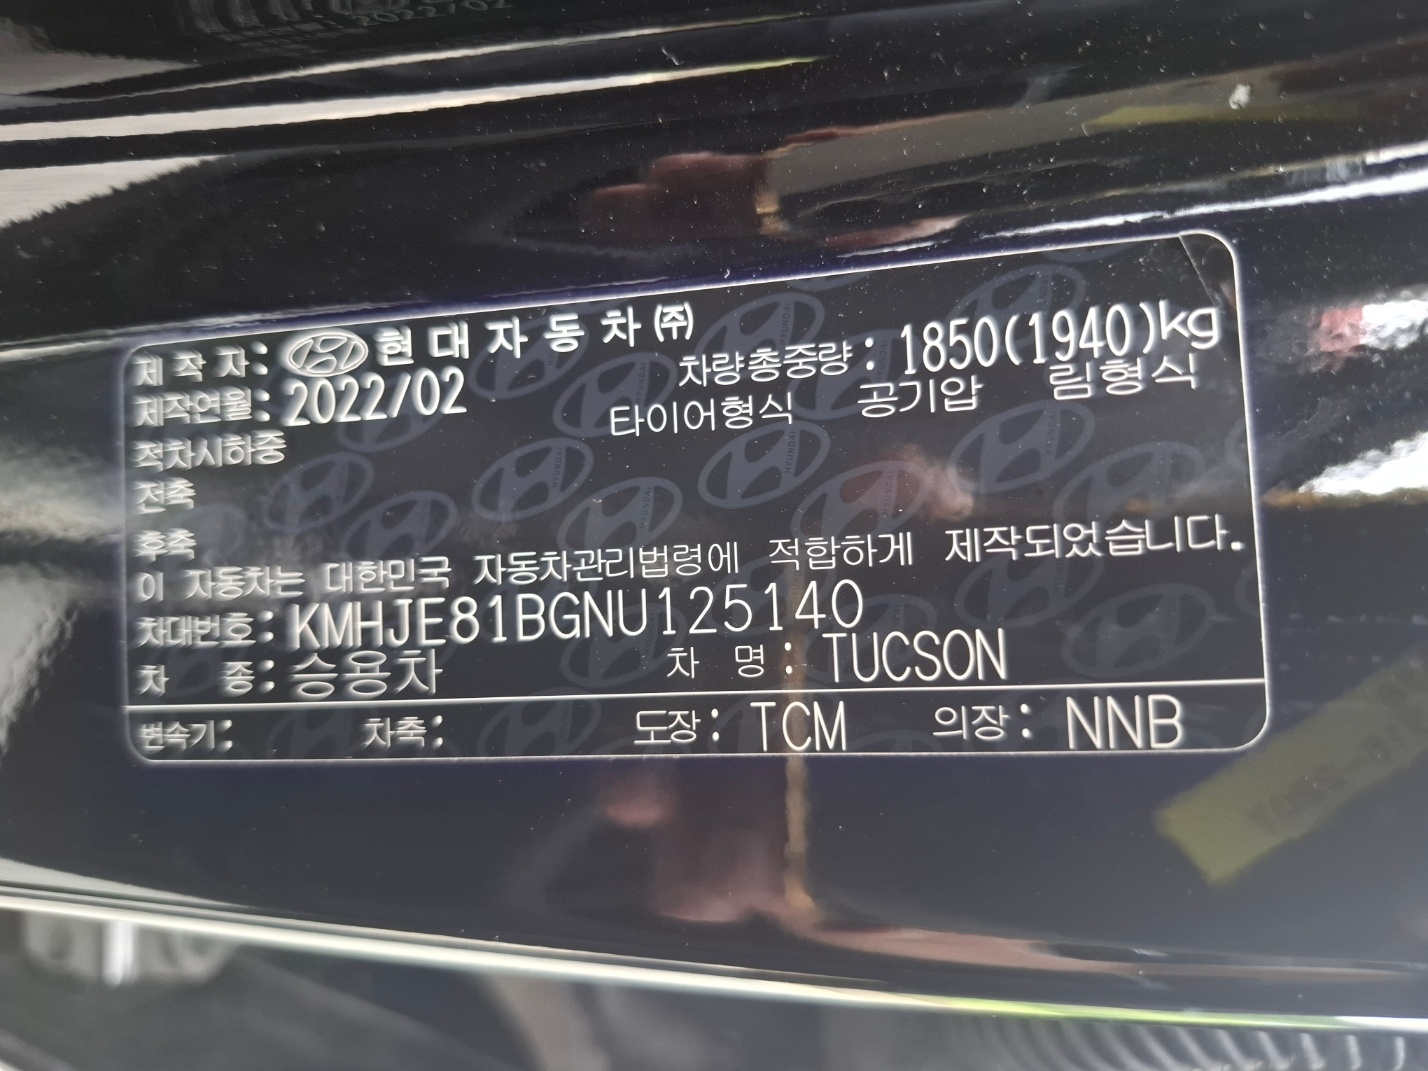 제작자: 현대자동차㈜
차량총중량: 1850(1940)kg
제작연월: 2022/02
타이어형식 공기압 림형식
적차시하중
전축
후축
이 자동차는 대한민국 자동차관리법령에 적합하게 제작되었습니다.
차대번호: KMHJE81BGNU125140
차 종: 승용차 차 명: TUCSON
변속기: 차축: 도장: TCM 의장: NNB